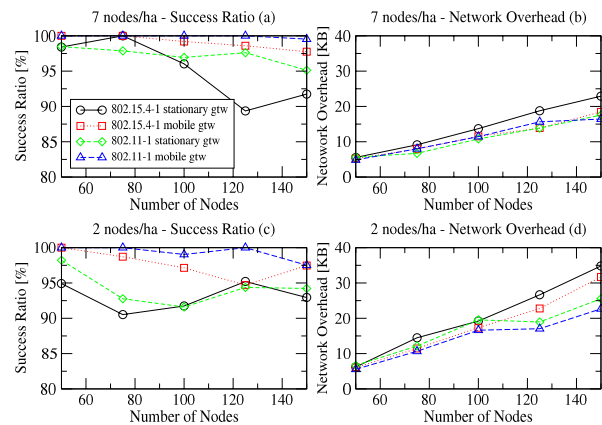 7 nodes/ha - Success Ratio (a)
Success Ratio [%]
100
95
90
85
80
802.15.4-1 stationary gtw
802.15.4-1 mobile gtw
802.11-1 stationary gtw
802.11-1 mobile gtw
60 80 100 120 140
Number of Nodes
7 nodes/ha - Network Overhead (b)
Netowork Overhead [KB]
40
30
20
10
0
60 80 100 120 140
Number of Nodes
2 nodes/ha - Success Ratio (c)
Success Ratio [%]
100
95
90
85
80
60 80 100 120 140
Number of Nodes
2 nodes/ha - Network Overhead (d)
Network Overhead [KB]
40
30
20
10
0
60 80 100 120 140
Number of Nodes